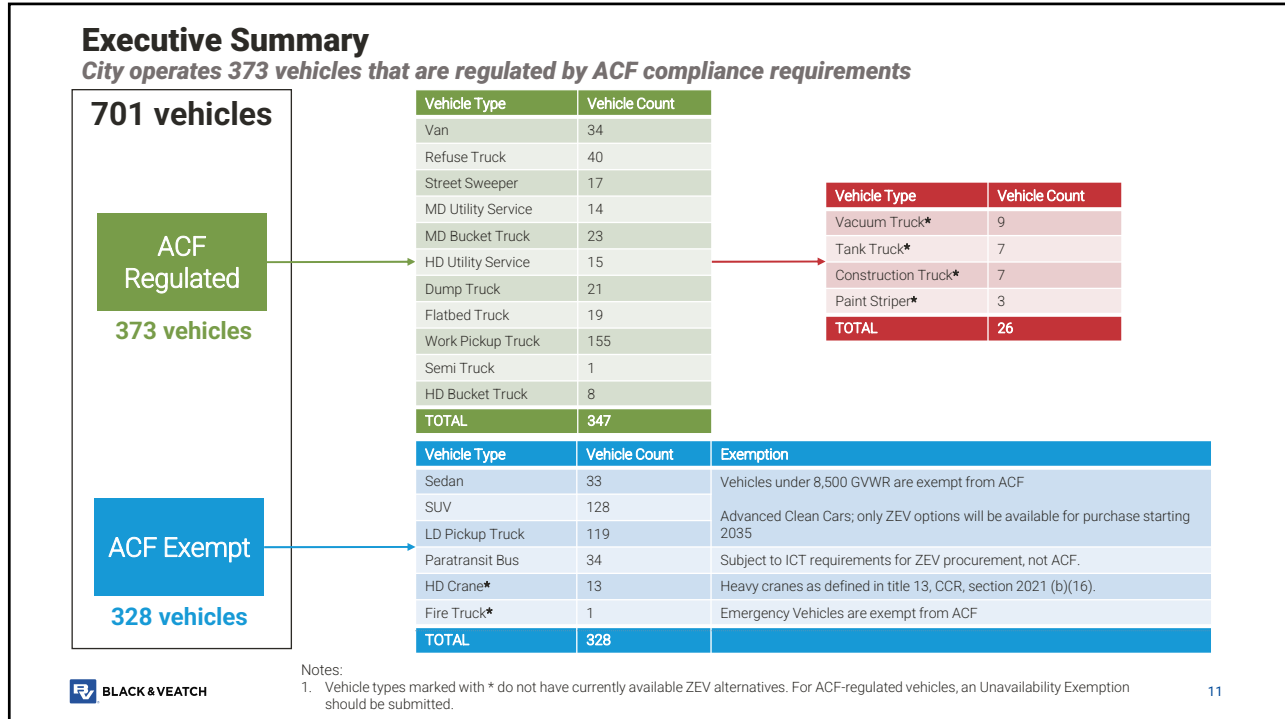 Executive Summary
City operates 373 vehicles that are regulated by ACF compliance requirements
701 vehicles
ACF
Regulated
373 vehicles
ACF Exempt
328 vehicles
Vehicle Type Vehicle Count
Van 34
Refuse Truck 40
Street Sweeper 17
MD Utility Service 14
MD Bucket Truck 23
HD Utility Service 15
Dump Truck 21
Flatbed Truck 19
Work Pickup Truck 155
Semi Truck 1
HD Bucket Truck 8
TOTAL 347
Vehicle Type Vehicle Count
Vacuum Truck* 9
Tank Truck* 7
Construction Truck* 7
Paint Striper* 3
TOTAL 26
Vehicle Type Vehicle Count Exemption
Sedan 33 Vehicles under 8,500 GVWR are exempt from ACF
SUV 128
Advanced Clean Cars; only ZEV options will be available for purchase starting
LD Pickup Truck 119
2035
Paratransit Bus 34 Subject to ICT requirements for ZEV procurement, not ACF.
HD Crane* 13 Heavy cranes as defined in title 13, CCR, section 2021 (b)(16).
Fire Truck* 1 Emergency Vehicles are exempt from ACF
TOTAL 328
Notes:
1. Vehicle types marked with * do not have currently available ZEV alternatives. For ACF-regulated vehicles, an Unavailability Exemption
should be submitted.
BV BLACK & VEATCH
11